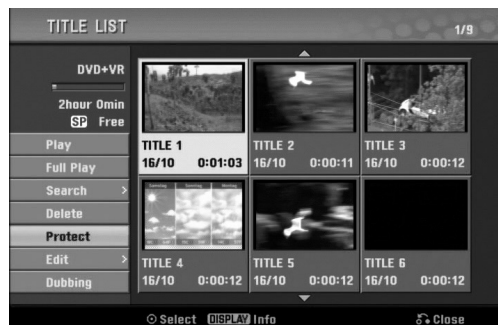 TITLE LIST
1/9
DVD+VR
2hour 0min
SP Free
Play
Full Play
Search >
Delete
Protect
Edit >
Dubbing
TITLE 1
16/10 0:01:03
TITLE 2
16/10 0:00:11
TITLE 3
16/10 0:00:12
Samstag Sonntag Montag
TITLE 4
16/10 0:00:12
TITLE 5
16/10 0:00:12
TITLE 6
16/10 0:00:12
Select DISPLAY Info
Close